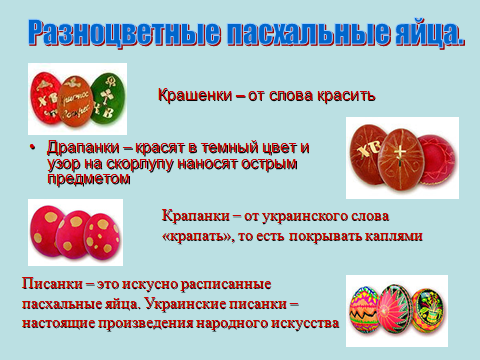 Разноцветные пасхальные яйца.
Крашенки – от слова красить
• Драпанки – красят в темный цвет и
узор на скорлупу наносят острым
предметом
Крапанки – от украинского слова
«крапать», то есть покрывать каплями
Писанки – это искусно расписанные
пасхальные яйца. Украинские писанки –
настоящие произведения народного искусства